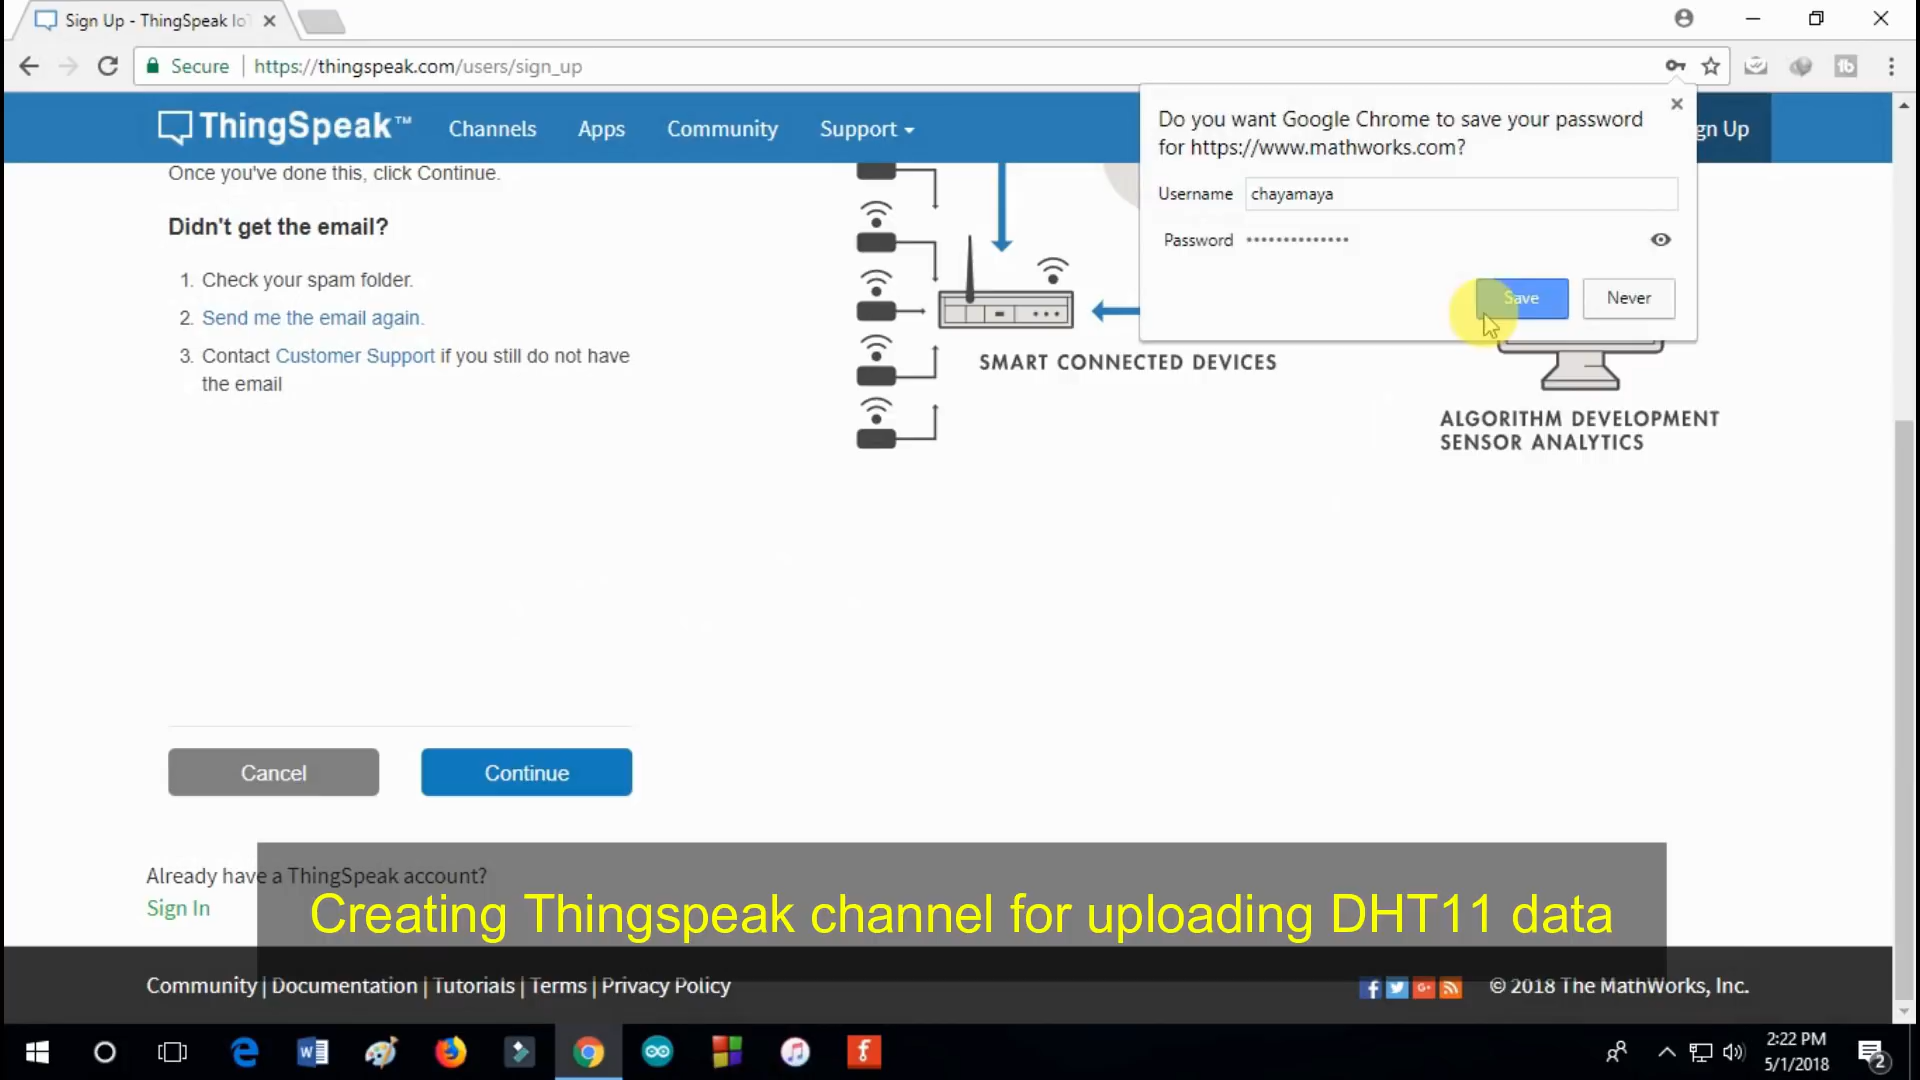 Sign Up - ThingSpeak Io
Secure
https://thingspeak.com/users/sign_up
ThingSpeak™
Channels
Apps
Community
Support
gn Up
Do you want Google Chrome to save your password
for https://www.mathworks.com?
Username
chayamaya
Password
••••••••••••••
Save
Never
Once you've done this, click Continue.
Didn't get the email?
1. Check your spam folder.
2. Send me the email again.
3. Contact Customer Support if you still do not have
the email
SMART CONNECTED DEVICES
ALGORITHM DEVELOPMENT
SENSOR ANALYTICS
Cancel
Continue
Already have a ThingSpeak account?
Sign In
Creating Thingspeak channel for uploading DHT11 data
Community | Documentation | Tutorials | Terms | Privacy Policy
© 2018 The MathWorks, Inc.
2:22 PM
5/1/2018
2